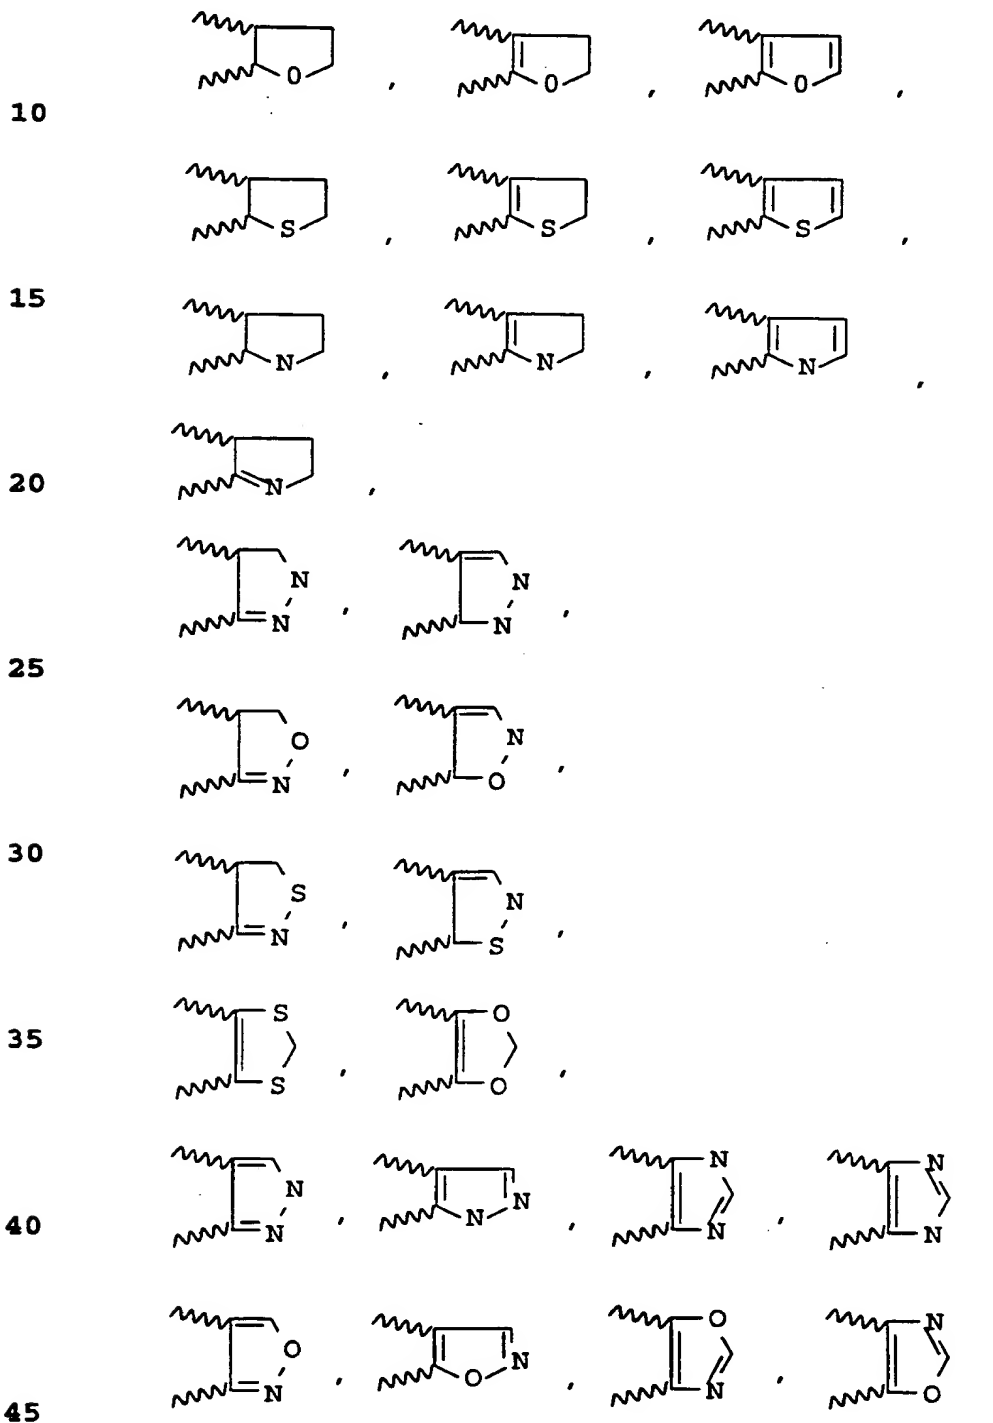 O , O , O ,
10
S , S , S ,
15
N , N , N ,
N ,
20
N N , N N ,
25
O N , N O ,
30
S N , N S ,
S S , O O ,
35
N N , N N , N N , N N
40
O N , O N , O N , N O
45